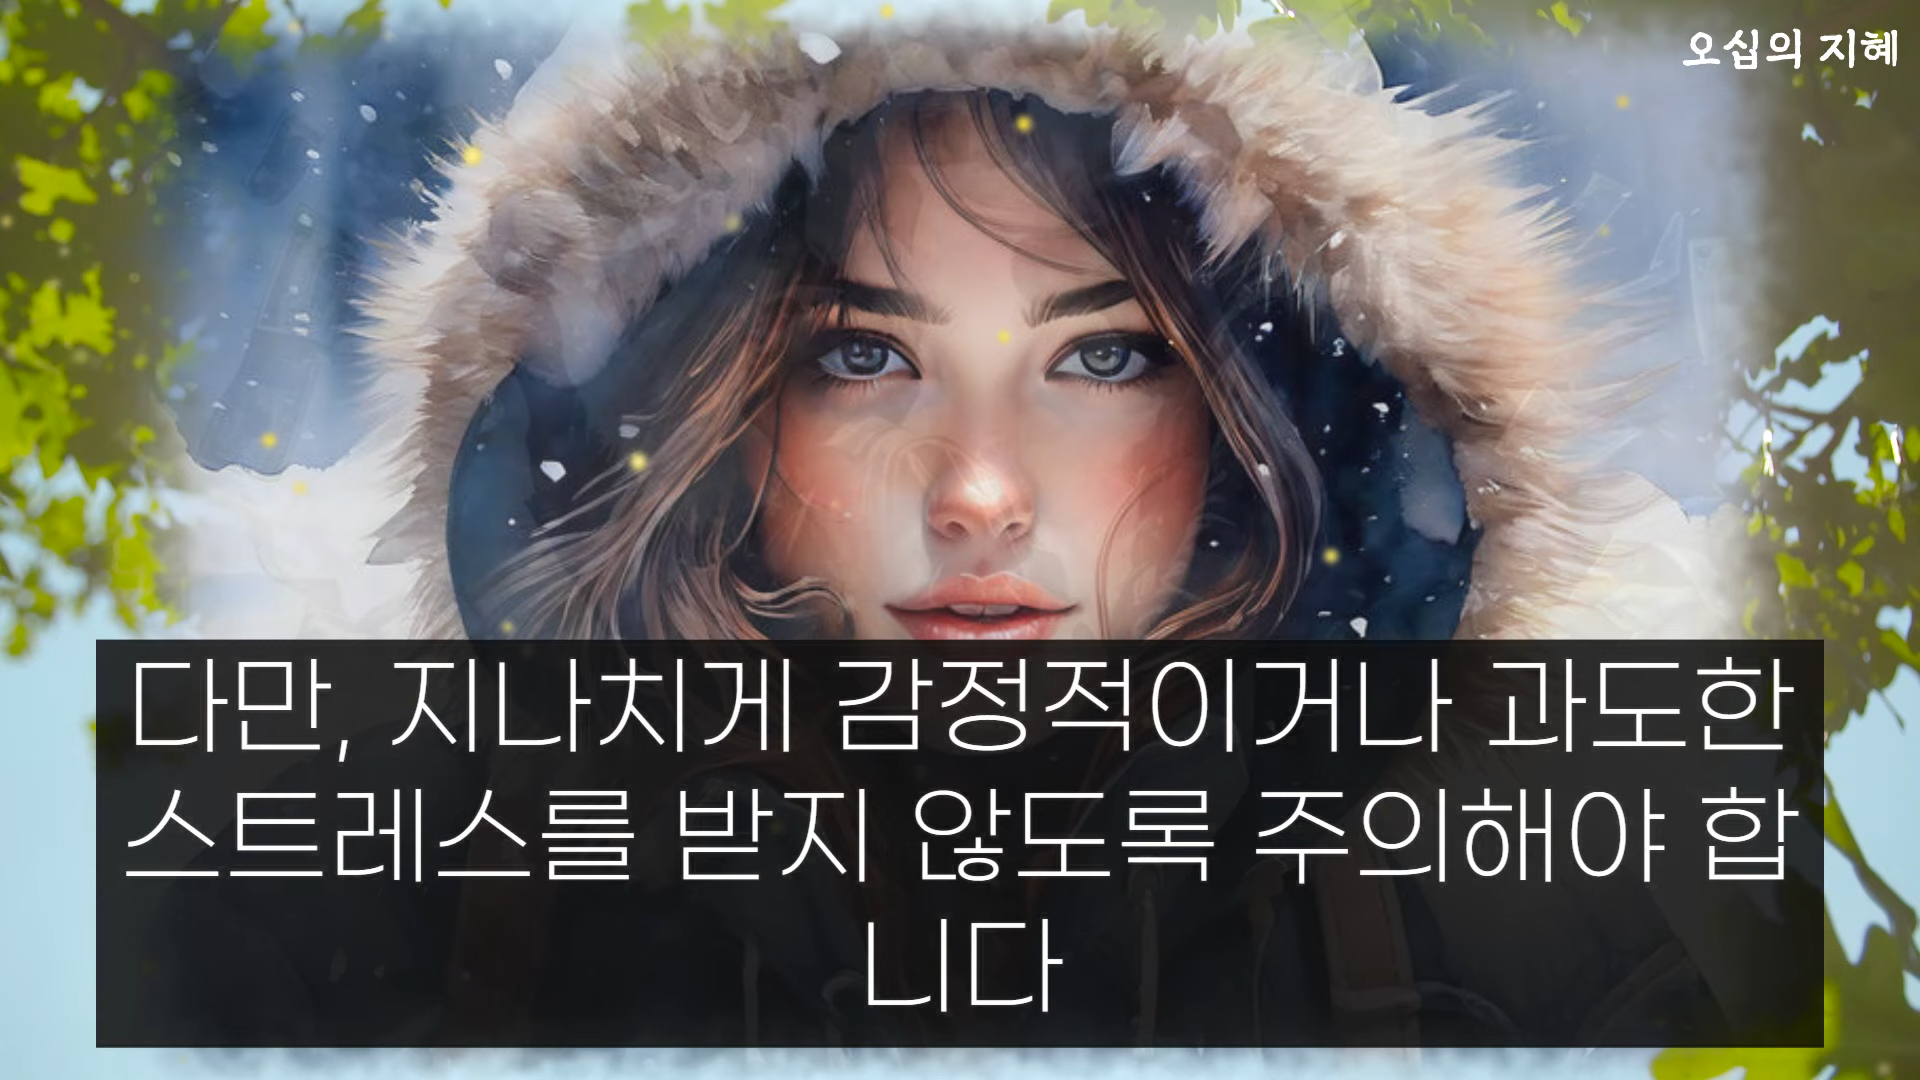 오십의 지혜
다만, 지나치게 감정적이거나 과도한
스트레스를 받지 않도록 주의해야 합
니다